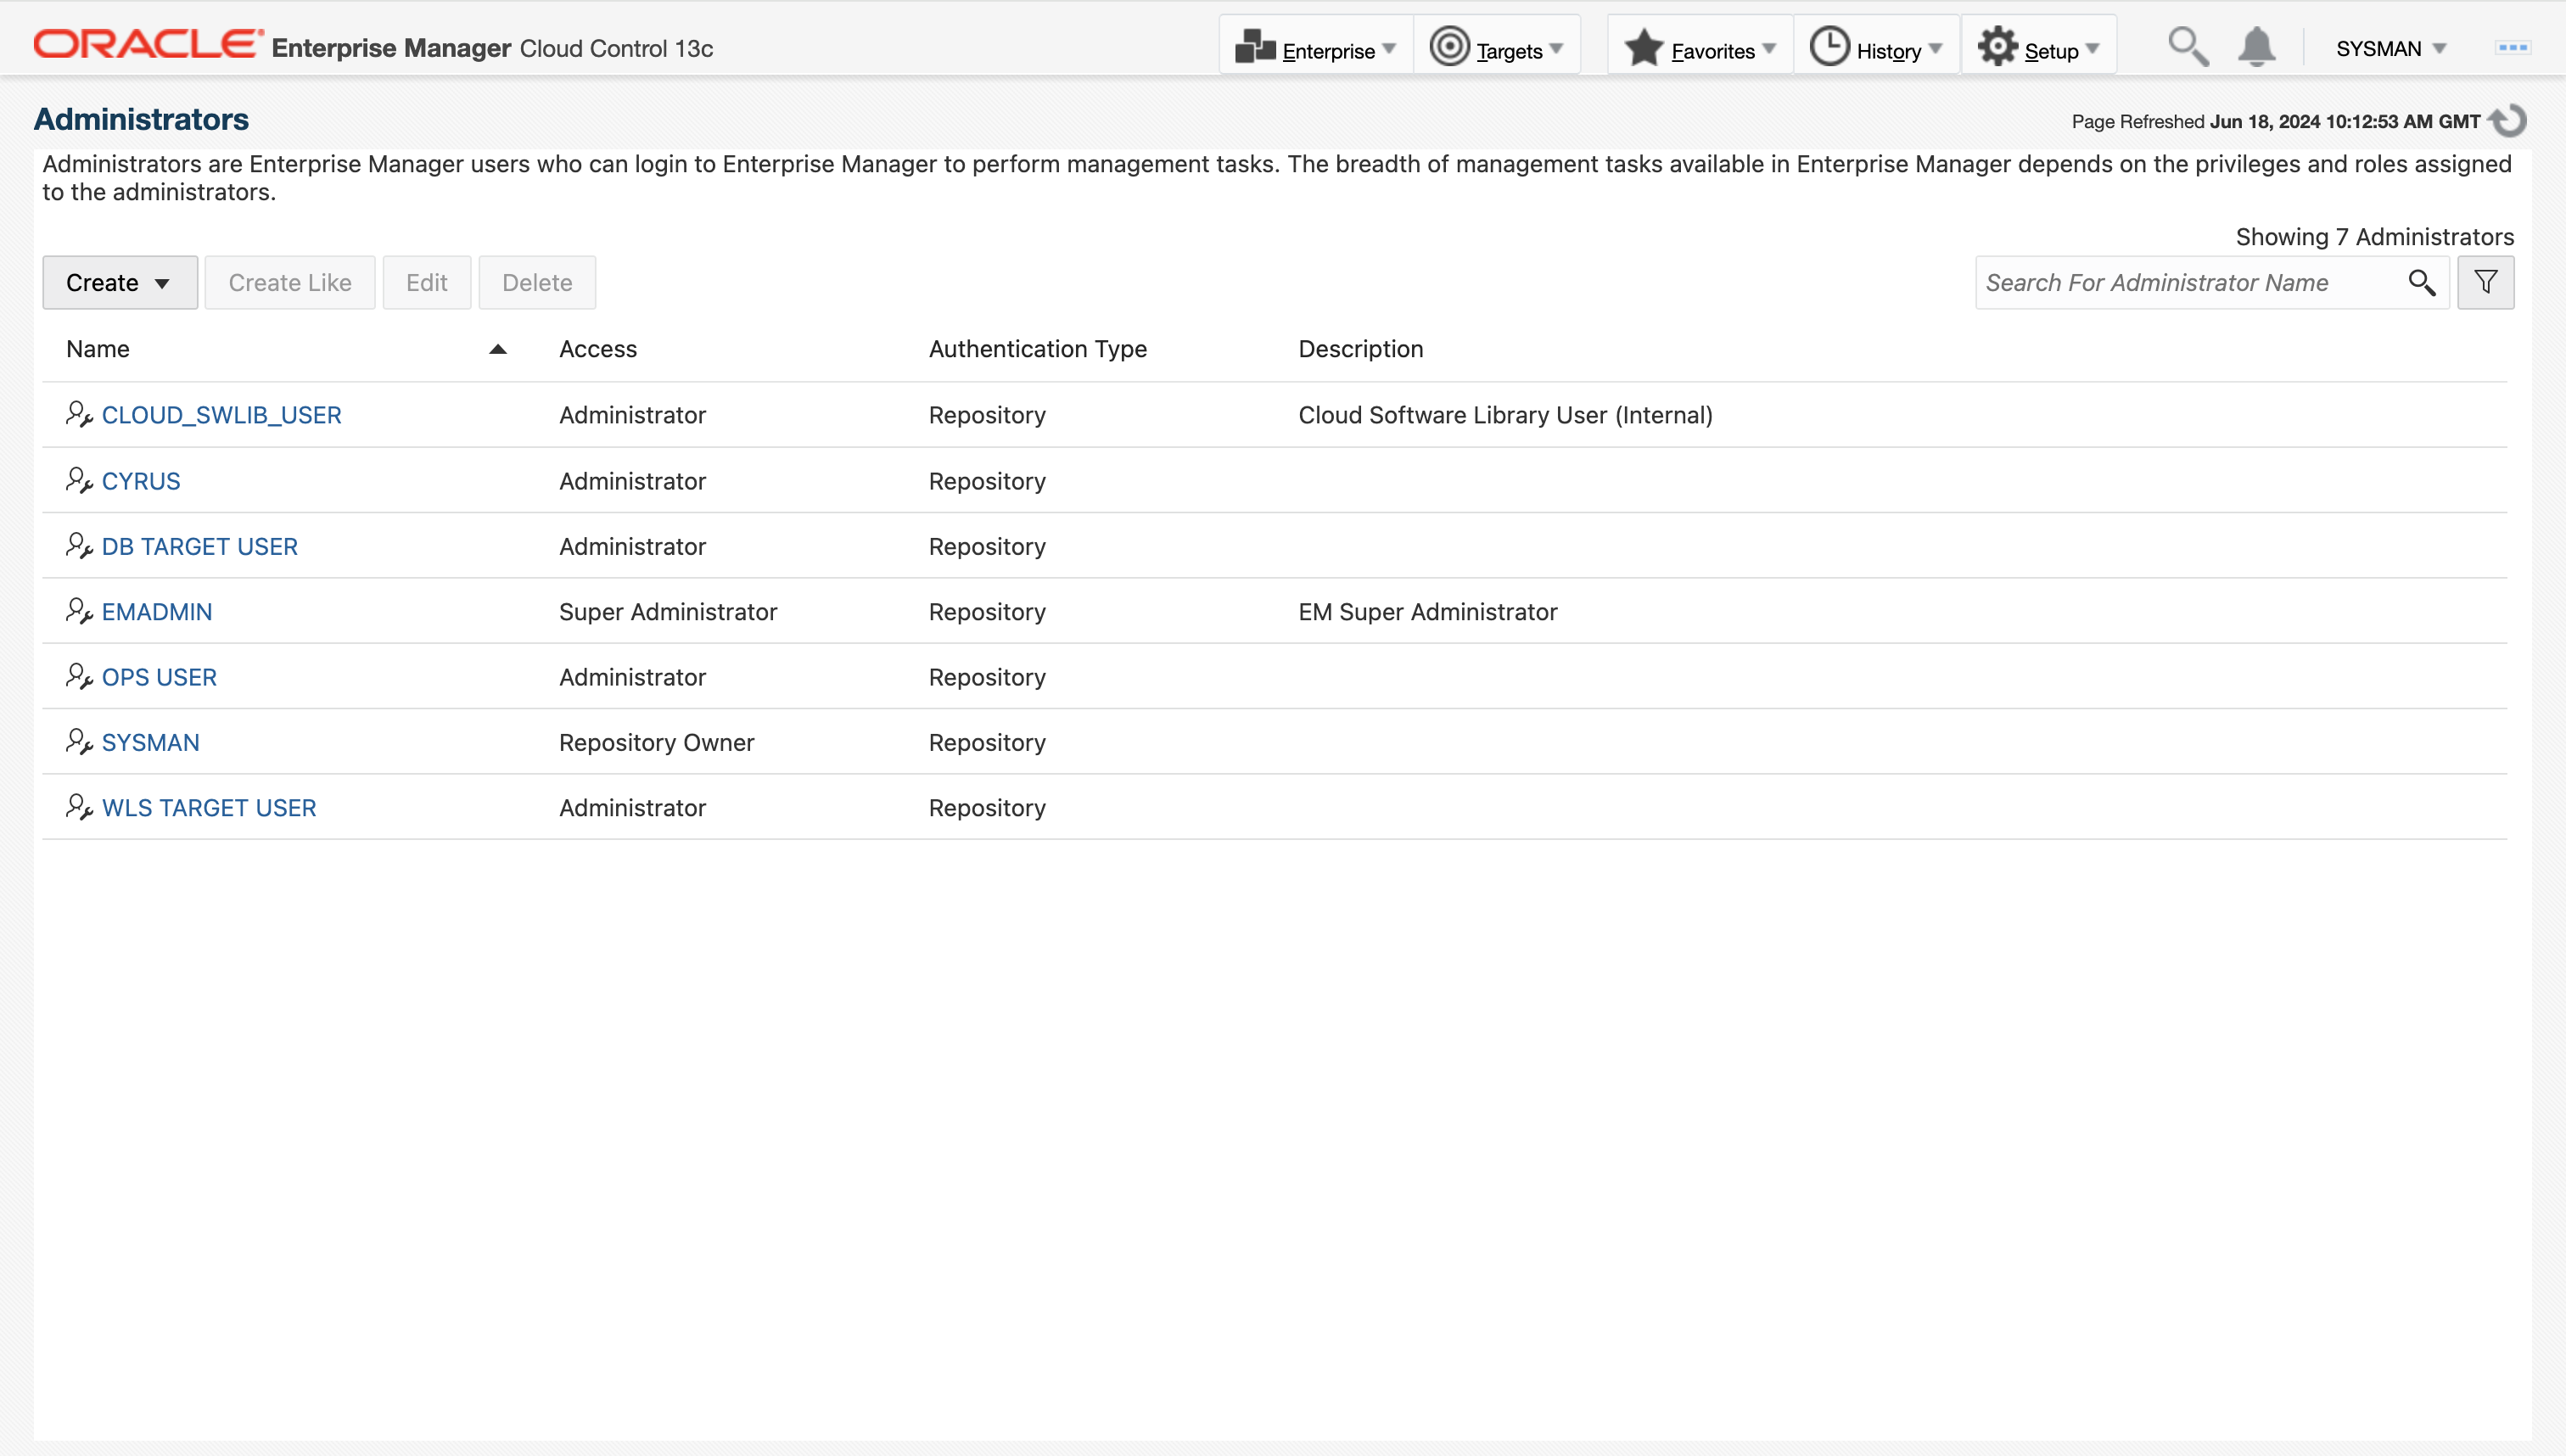 ORACLE® Enterprise Manager Cloud Control 13c
Enterprise Targets Favorites History Setup SYSMAN
Administrators
Page Refreshed Jun 18, 2024 10:12:53 AM GMT
Administrators are Enterprise Manager users who can login to Enterprise Manager to perform management tasks. The breadth of management tasks available in Enterprise Manager depends on the privileges and roles assigned
to the administrators.
Showing 7 Administrators
Create Create Like Edit Delete Search For Administrator Name
Name Access Authentication Type Description
CLOUD_SWLIB_USER Administrator Repository Cloud Software Library User (Internal)
CYRUS Administrator Repository
DB TARGET USER Administrator Repository
EMADMIN Super Administrator Repository EM Super Administrator
OPS USER Administrator Repository
SYSMAN Repository Owner Repository
WLS TARGET USER Administrator Repository